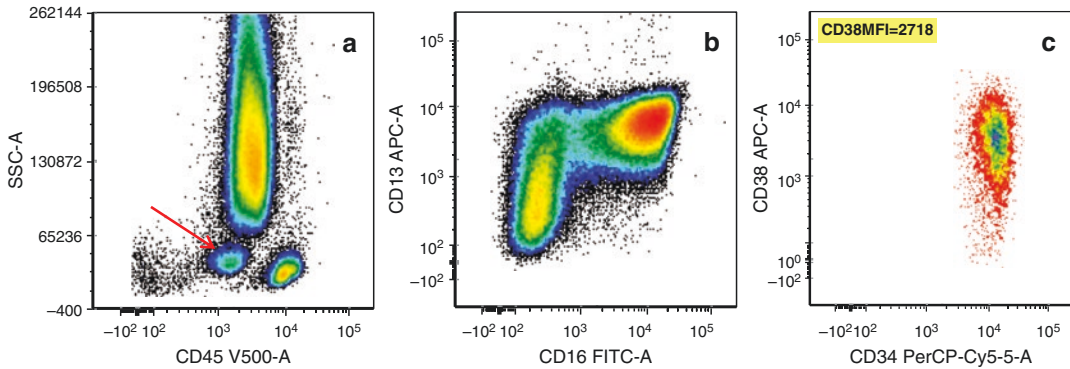 262144
196508
130872
65236
−400
SSC-A
−10² 10² 10³ 10⁴ 10⁵
CD45 V500-A
a
10⁵
10⁴
10³
10²
−10²
CD13 APC-A
−10² 10² 10³ 10⁴ 10⁵
CD16 FITC-A
b
CD38MFI=2718
10⁵
10⁴
10³
10⁰
−10²
CD38 APC-A
−10²10² 10³ 10⁴ 10⁵
CD34 PerCP-Cy5-5-A
c